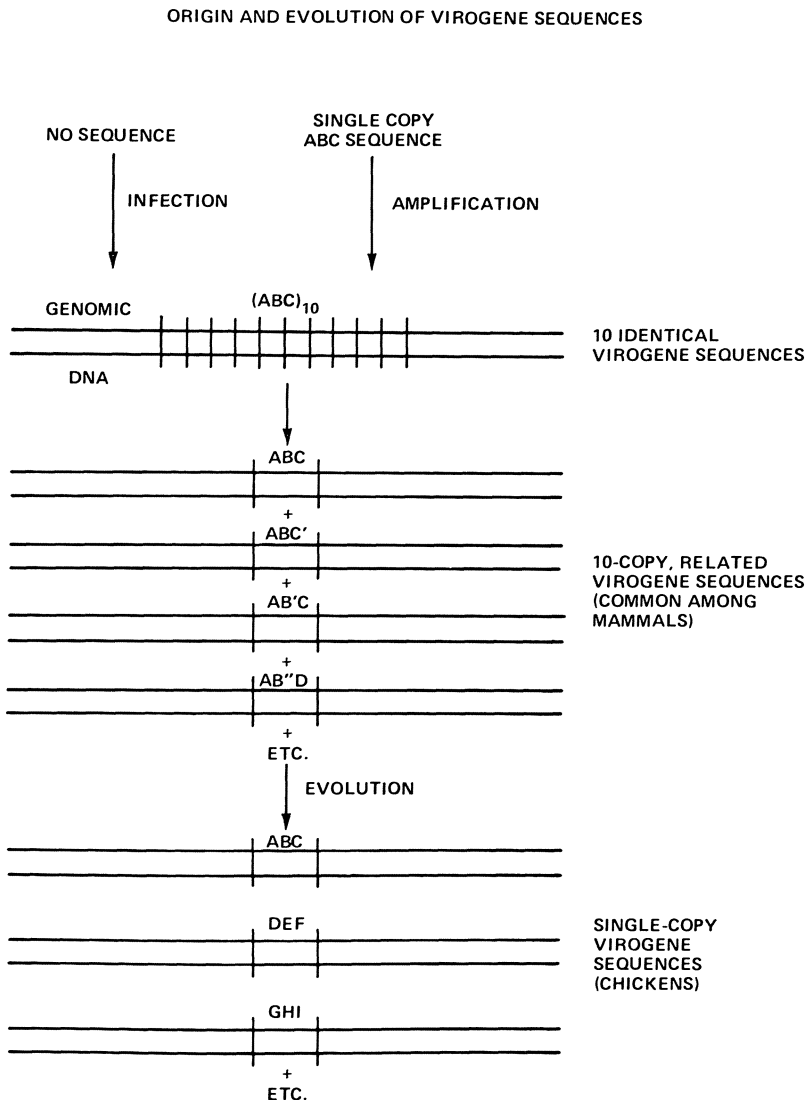 ORIGIN AND EVOLUTION OF VIROGENE SEQUENCES
NO SEQUENCE
SINGLE COPY
ABC SEQUENCE
INFECTION
AMPLIFICATION
GENOMIC
(ABC)10
DNA
10 IDENTICAL
VIROGENE SEQUENCES
ABC
+
ABC′
+
AB′C
+
AB″D
+
ETC.
10-COPY, RELATED
VIROGENE SEQUENCES
(COMMON AMONG
MAMMALS)
EVOLUTION
ABC
DEF
GHI
+
ETC.
SINGLE-COPY
VIROGENE
SEQUENCES
(CHICKENS)